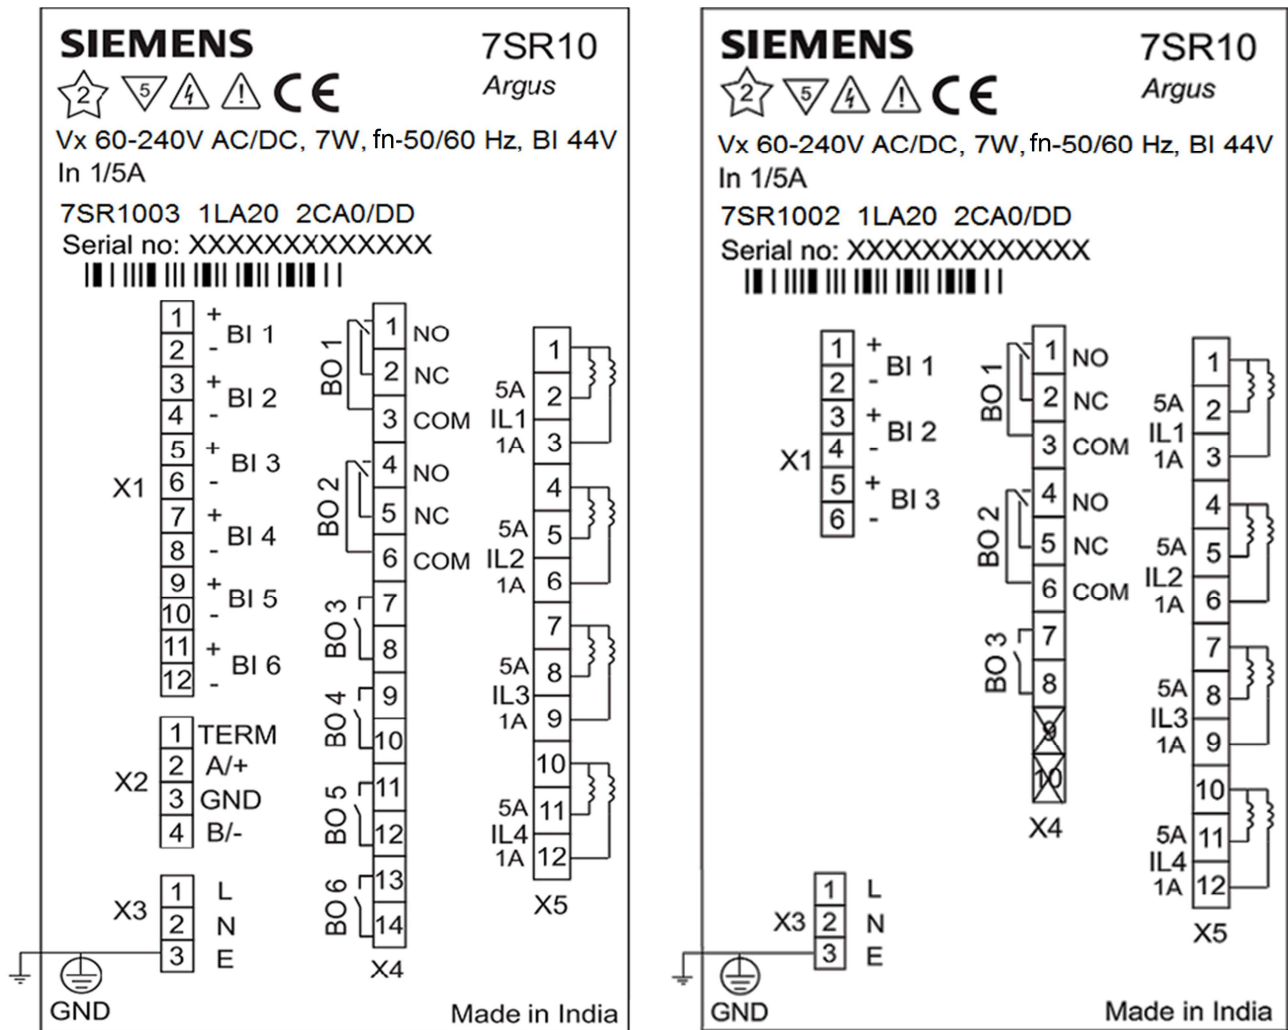 SIEMENS
7SR10
Argus
2
5
Vx 60-240V AC/DC, 7W, fn-50/60 Hz, BI 44V
In 1/5A
7SR1003 1LA20 2CA0/DD
Serial no: XXXXXXXXXXXXX
X1
1 +
2 -
BI 1
3 +
4 -
BI 2
5 +
6 -
BI 3
7 +
8 -
BI 4
9 +
10 -
BI 5
11 +
12 -
BI 6
X2
1 TERM
2 A/+
3 GND
4 B/-
X3
1 L
2 N
3 E
GND
BO 1
1 NO
2 NC
3 COM
BO 2
4 NO
5 NC
6 COM
BO 3
7
8
BO 4
9
10
BO 5
11
12
BO 6
13
14
X4
1
5A 2
IL1
1A 3
4
5A 5
IL2
1A 6
7
5A 8
IL3
1A 9
10
5A 11
IL4
1A 12
X5
Made in India
SIEMENS
7SR10
Argus
2
5
Vx 60-240V AC/DC, 7W, fn-50/60 Hz, BI 44V
In 1/5A
7SR1002 1LA20 2CA0/DD
Serial no: XXXXXXXXXXXXX
X1
1 +
2 -
BI 1
3 +
4 -
BI 2
5 +
6 -
BI 3
X3
1 L
2 N
3 E
GND
BO 1
1 NO
2 NC
3 COM
BO 2
4 NO
5 NC
6 COM
BO 3
7
8
9
10
X4
1
5A 2
IL1
1A 3
4
5A 5
IL2
1A 6
7
5A 8
IL3
1A 9
10
5A 11
IL4
1A 12
X5
Made in India